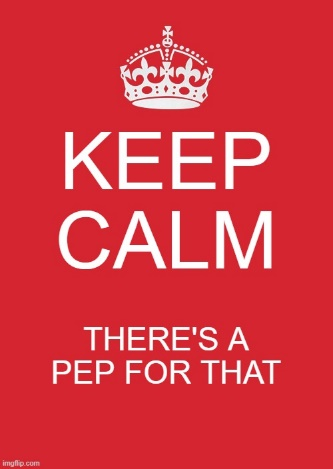 KEEP
CALM
THERE'S A
PEP FOR THAT
imgflip.com